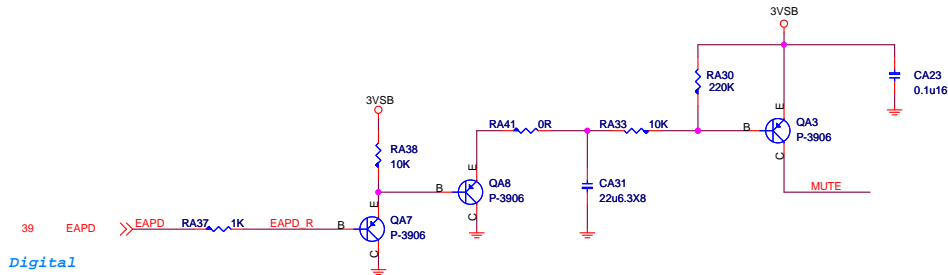 3VSB
RA30
220K
CA23
0.1u16
3VSB
RA41
0R
RA33
10K
E
B
QA3
P-3906
C
RA38
10K
E
B
QA8
P-3906
C
CA31
22u6.3X8
MUTE
39
EAPD
EAPD
RA37
1K
EAPD_R
E
B
QA7
P-3906
C
Digital